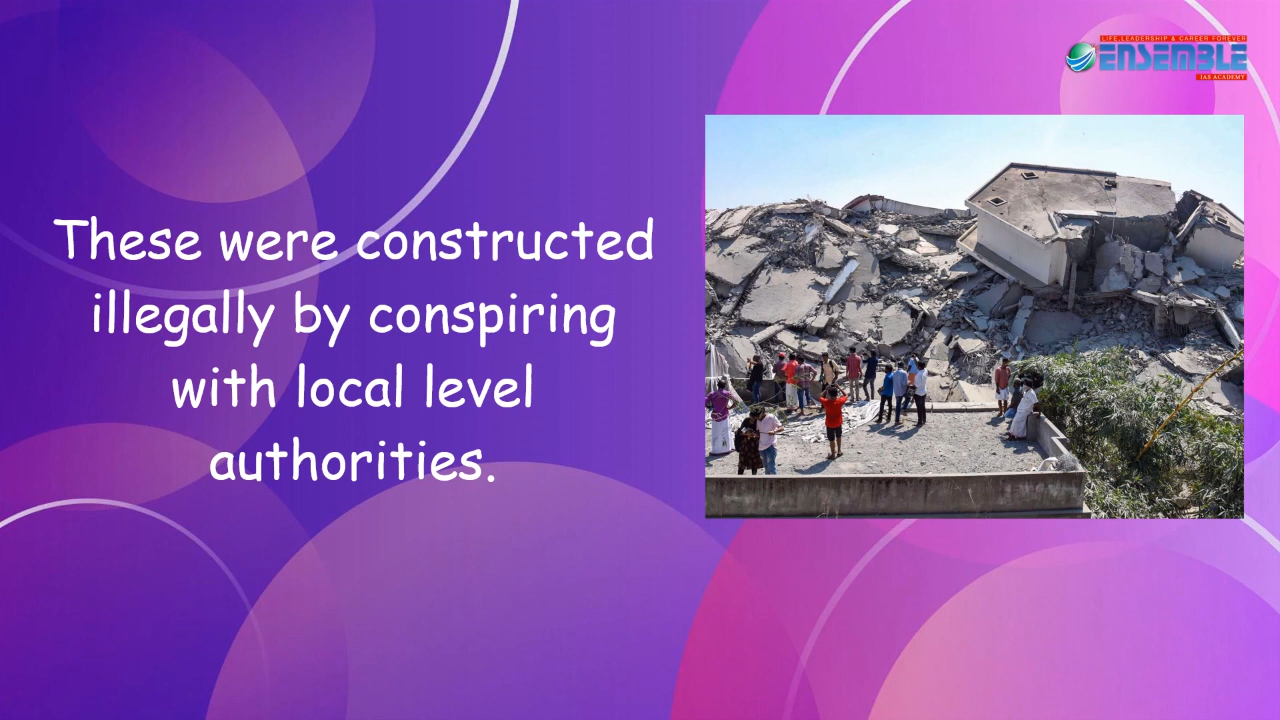 LIFE,LEADERSHIP & CAREER FOREVER
ENSEMBLE
IAS ACADEMY
These were constructed
illegally by conspiring
with local level
authorities.